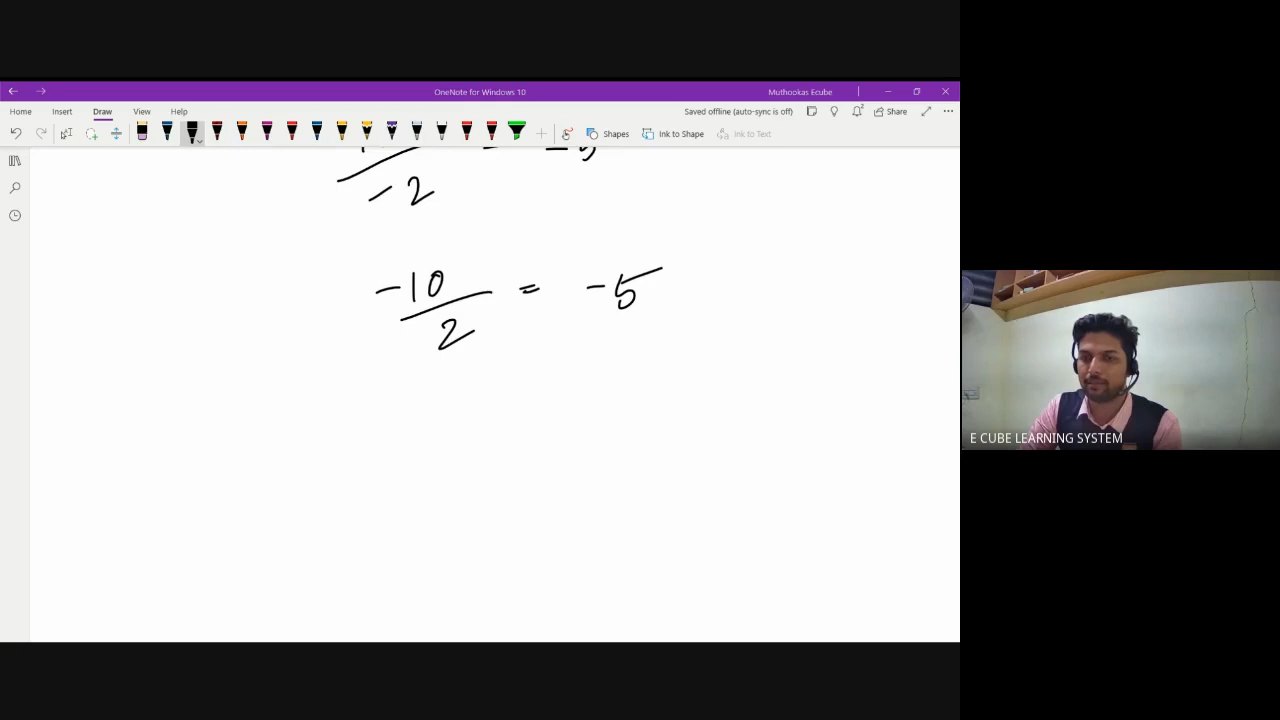 OneNote for Windows 10
Muthookas Ecube
Home Insert Draw View Help
Saved offline (auto-sync is off)
2
Share
Shapes
Ink to Shape
Ink to Text
-2
-10/2 = -5
E CUBE LEARNING SYSTEM